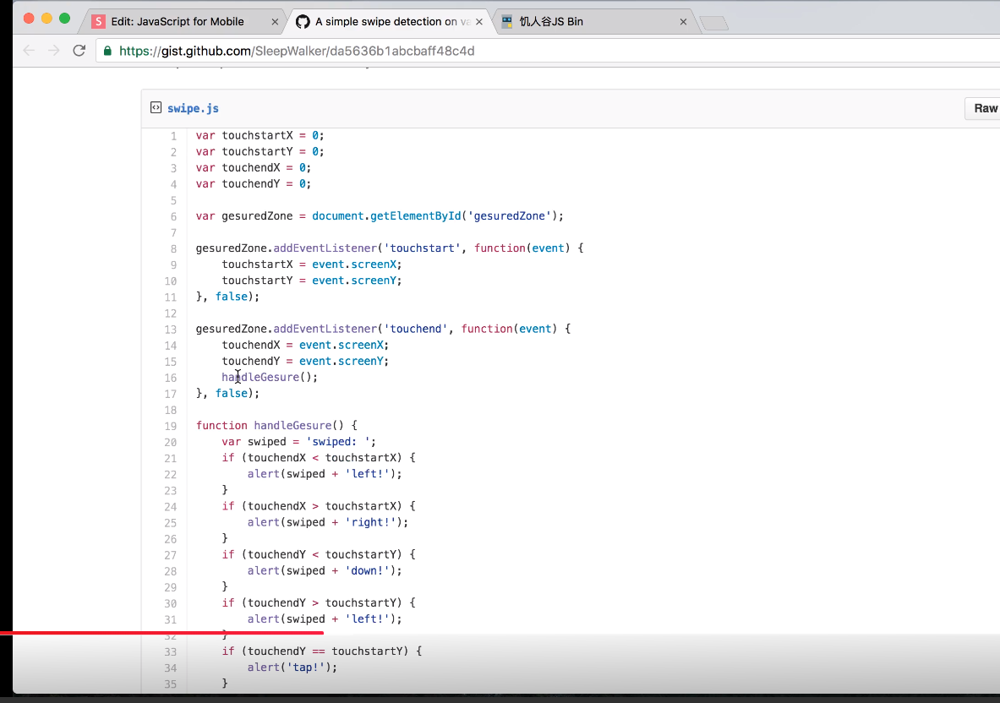 Edit: JavaScript for Mobile
A simple swipe detection on va
饥人谷JS Bin
https://gist.github.com/SleepWalker/da5636b1abcbaff48c4d
swipe.js
Raw
1 var touchstartX = 0;
2 var touchstartY = 0;
3 var touchendX = 0;
4 var touchendY = 0;
5
6 var gesuredZone = document.getElementById('gesuredZone');
7
8 gesuredZone.addEventListener('touchstart', function(event) {
9     touchstartX = event.screenX;
10     touchstartY = event.screenY;
11 }, false);
12
13 gesuredZone.addEventListener('touchend', function(event) {
14     touchendX = event.screenX;
15     touchendY = event.screenY;
16     handleGesure();
17 }, false);
18
19 function handleGesure() {
20     var swiped = 'swiped: ';
21     if (touchendX < touchstartX) {
22         alert(swiped + 'left!');
23     }
24     if (touchendX > touchstartX) {
25         alert(swiped + 'right!');
26     }
27     if (touchendY < touchstartY) {
28         alert(swiped + 'down!');
29     }
30     if (touchendY > touchstartY) {
31         alert(swiped + 'left!');
32     }
33     if (touchendY == touchstartY) {
34         alert('tap!');
35     }